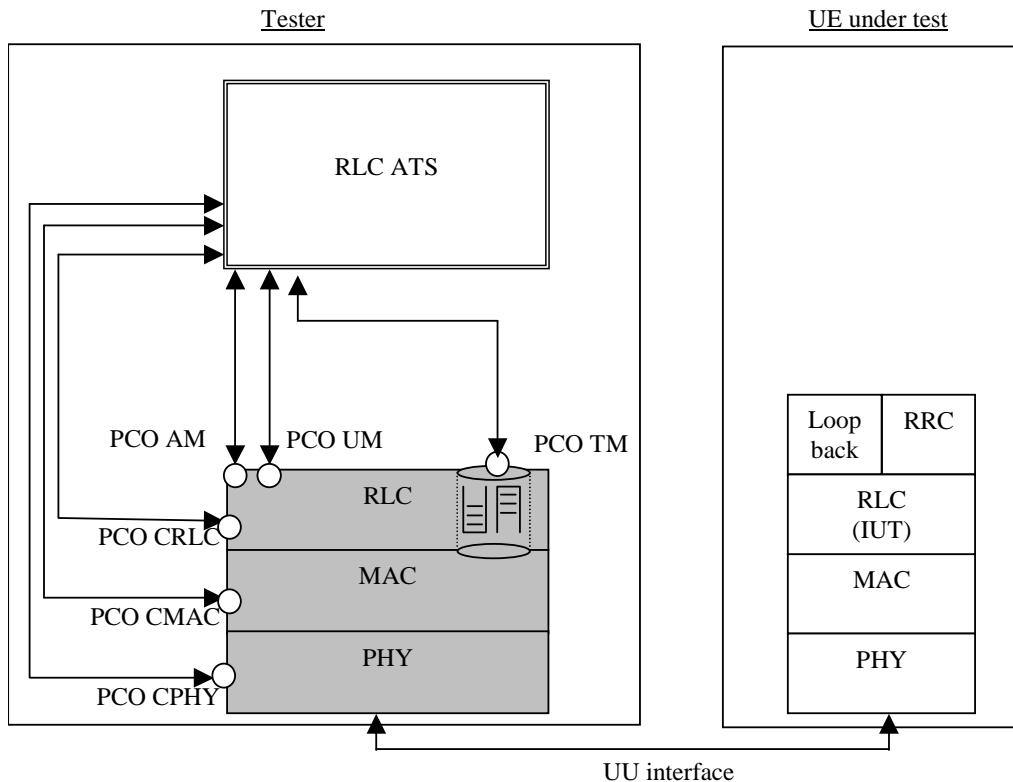 Tester
UE under test
RLC ATS
PCO AM
PCO UM
PCO TM
Loop
back
RRC
RLC
RLC
(IUT)
PCO CRLC
MAC
MAC
PCO CMAC
PHY
PHY
PCO CPHY
UU interface